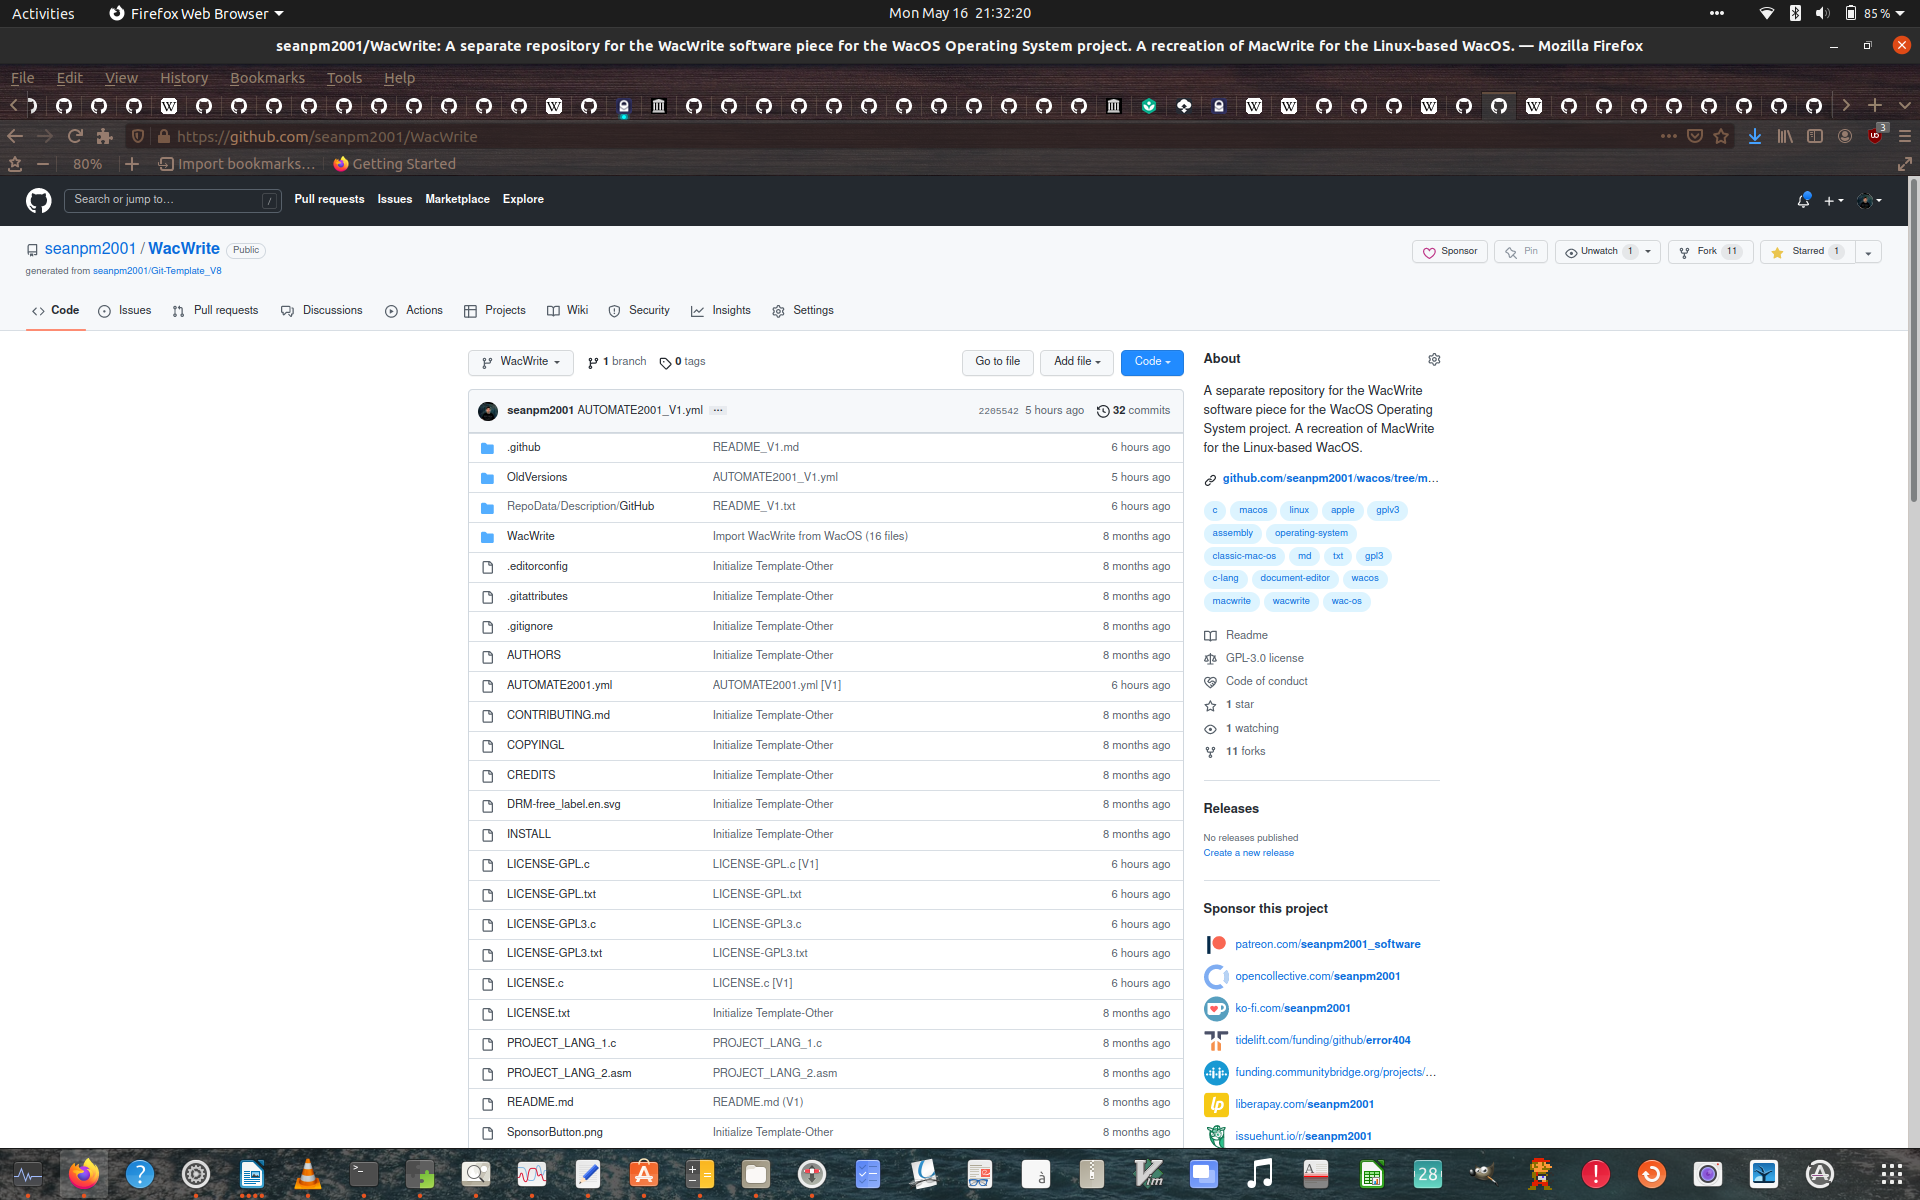 Activities
Firefox Web Browser
Mon May 16 21:32:20
85 %
seanpm2001/WacWrite: A separate repository for the WacWrite software piece for the WacOS Operating System project. A recreation of MacWrite for the Linux-based WacOS. — Mozilla Firefox
File Edit View History Bookmarks Tools Help
https://github.com/seanpm2001/WacWrite
3
80%
Import bookmarks…
Getting Started
Search or jump to…
/
Pull requests Issues Marketplace Explore
seanpm2001 / WacWrite Public
generated from seanpm2001/Git-Template_V8
Sponsor
Pin
Unwatch 1
Fork 11
Starred 1
Code Issues Pull requests Discussions Actions Projects Wiki Security Insights Settings
WacWrite
1 branch
0 tags
Go to file
Add file
Code
seanpm2001 AUTOMATE2001_V1.yml ···
2205542 5 hours ago
32 commits
.github README_V1.md 6 hours ago
OldVersions AUTOMATE2001_V1.yml 5 hours ago
RepoData/Description/GitHub README_V1.txt 6 hours ago
WacWrite Import WacWrite from WacOS (16 files) 8 months ago
.editorconfig Initialize Template-Other 8 months ago
.gitattributes Initialize Template-Other 8 months ago
.gitignore Initialize Template-Other 8 months ago
AUTHORS Initialize Template-Other 8 months ago
AUTOMATE2001.yml AUTOMATE2001.yml [V1] 6 hours ago
CONTRIBUTING.md Initialize Template-Other 8 months ago
COPYINGL Initialize Template-Other 8 months ago
CREDITS Initialize Template-Other 8 months ago
DRM-free_label.en.svg Initialize Template-Other 8 months ago
INSTALL Initialize Template-Other 8 months ago
LICENSE-GPL.c LICENSE-GPL.c [V1] 6 hours ago
LICENSE-GPL.txt LICENSE-GPL.txt 6 hours ago
LICENSE-GPL3.c LICENSE-GPL3.c 6 hours ago
LICENSE-GPL3.txt LICENSE-GPL3.txt 6 hours ago
LICENSE.c LICENSE.c [V1] 6 hours ago
LICENSE.txt Initialize Template-Other 8 months ago
PROJECT_LANG_1.c PROJECT_LANG_1.c 8 months ago
PROJECT_LANG_2.asm PROJECT_LANG_2.asm 8 months ago
README.md README.md (V1) 8 months ago
SponsorButton.png Initialize Template-Other 8 months ago
About
A separate repository for the WacWrite
software piece for the WacOS Operating
System project. A recreation of MacWrite
for the Linux-based WacOS.
github.com/seanpm2001/wacos/tree/m…
c macos linux apple gplv3
assembly operating-system
classic-mac-os md txt gpl3
c-lang document-editor wacos
macwrite wacwrite wac-os
Readme
GPL-3.0 license
Code of conduct
1 star
1 watching
11 forks
Releases
No releases published
Create a new release
Sponsor this project
patreon.com/seanpm2001_software
opencollective.com/seanpm2001
ko-fi.com/seanpm2001
tidelift.com/funding/github/error404
funding.communitybridge.org/projects/…
liberapay.com/seanpm2001
issuehunt.io/r/seanpm2001
28